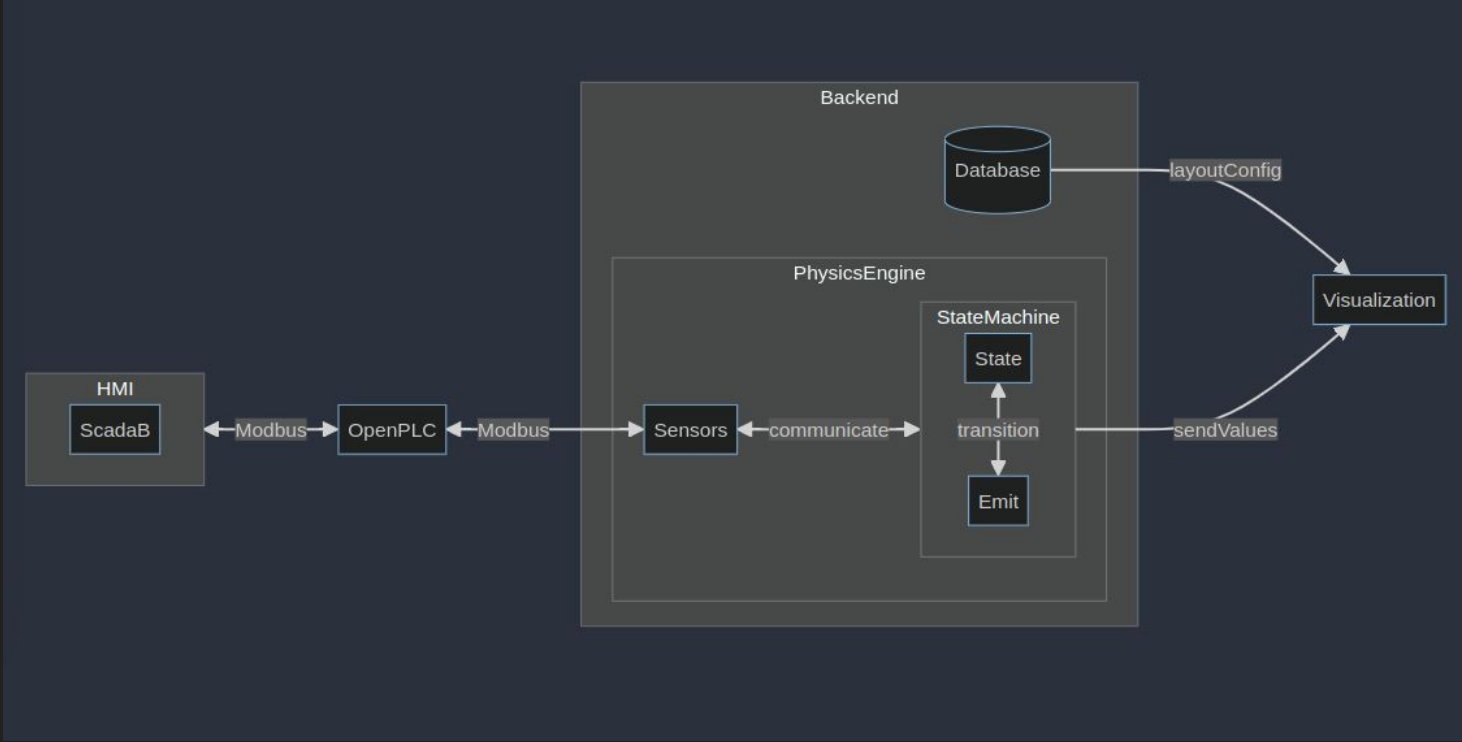 Backend
Database
layoutConfig
PhysicsEngine
Visualization
StateMachine
State
HMI
ScadaB
Modbus
OpenPLC
Modbus
Sensors
communicate
transition
sendValues
Emit